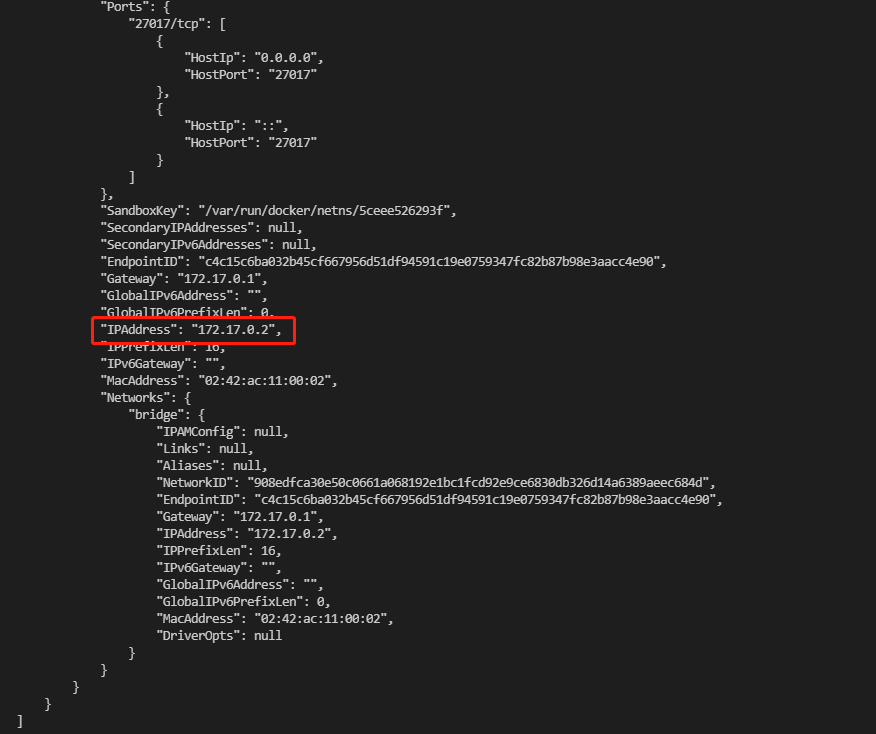 "Ports": {
"27017/tcp": [
{
"HostIp": "0.0.0.0",
"HostPort": "27017"
},
{
"HostIp": "::",
"HostPort": "27017"
}
]
},
"SandboxKey": "/var/run/docker/netns/5ceee526293f",
"SecondaryIPAddresses": null,
"SecondaryIPv6Addresses": null,
"EndpointID": "c4c15c6ba032b45cf667956d51df94591c19e0759347fc82b87b98e3aacc4e90",
"Gateway": "172.17.0.1",
"GlobalIPv6Address": "",
"GlobalIPv6PrefixLen": 0,
"IPAddress": "172.17.0.2",
"IPPrefixLen": 16,
"IPv6Gateway": "",
"MacAddress": "02:42:ac:11:00:02",
"Networks": {
"bridge": {
"IPAMConfig": null,
"Links": null,
"Aliases": null,
"NetworkID": "908edfca30e50c0661a068192e1bc1fcd92e9ce6830db326d14a6389aeec684d",
"EndpointID": "c4c15c6ba032b45cf667956d51df94591c19e0759347fc82b87b98e3aacc4e90",
"Gateway": "172.17.0.1",
"IPAddress": "172.17.0.2",
"IPPrefixLen": 16,
"IPv6Gateway": "",
"GlobalIPv6Address": "",
"GlobalIPv6PrefixLen": 0,
"MacAddress": "02:42:ac:11:00:02",
"DriverOpts": null
}
}
}
}
]